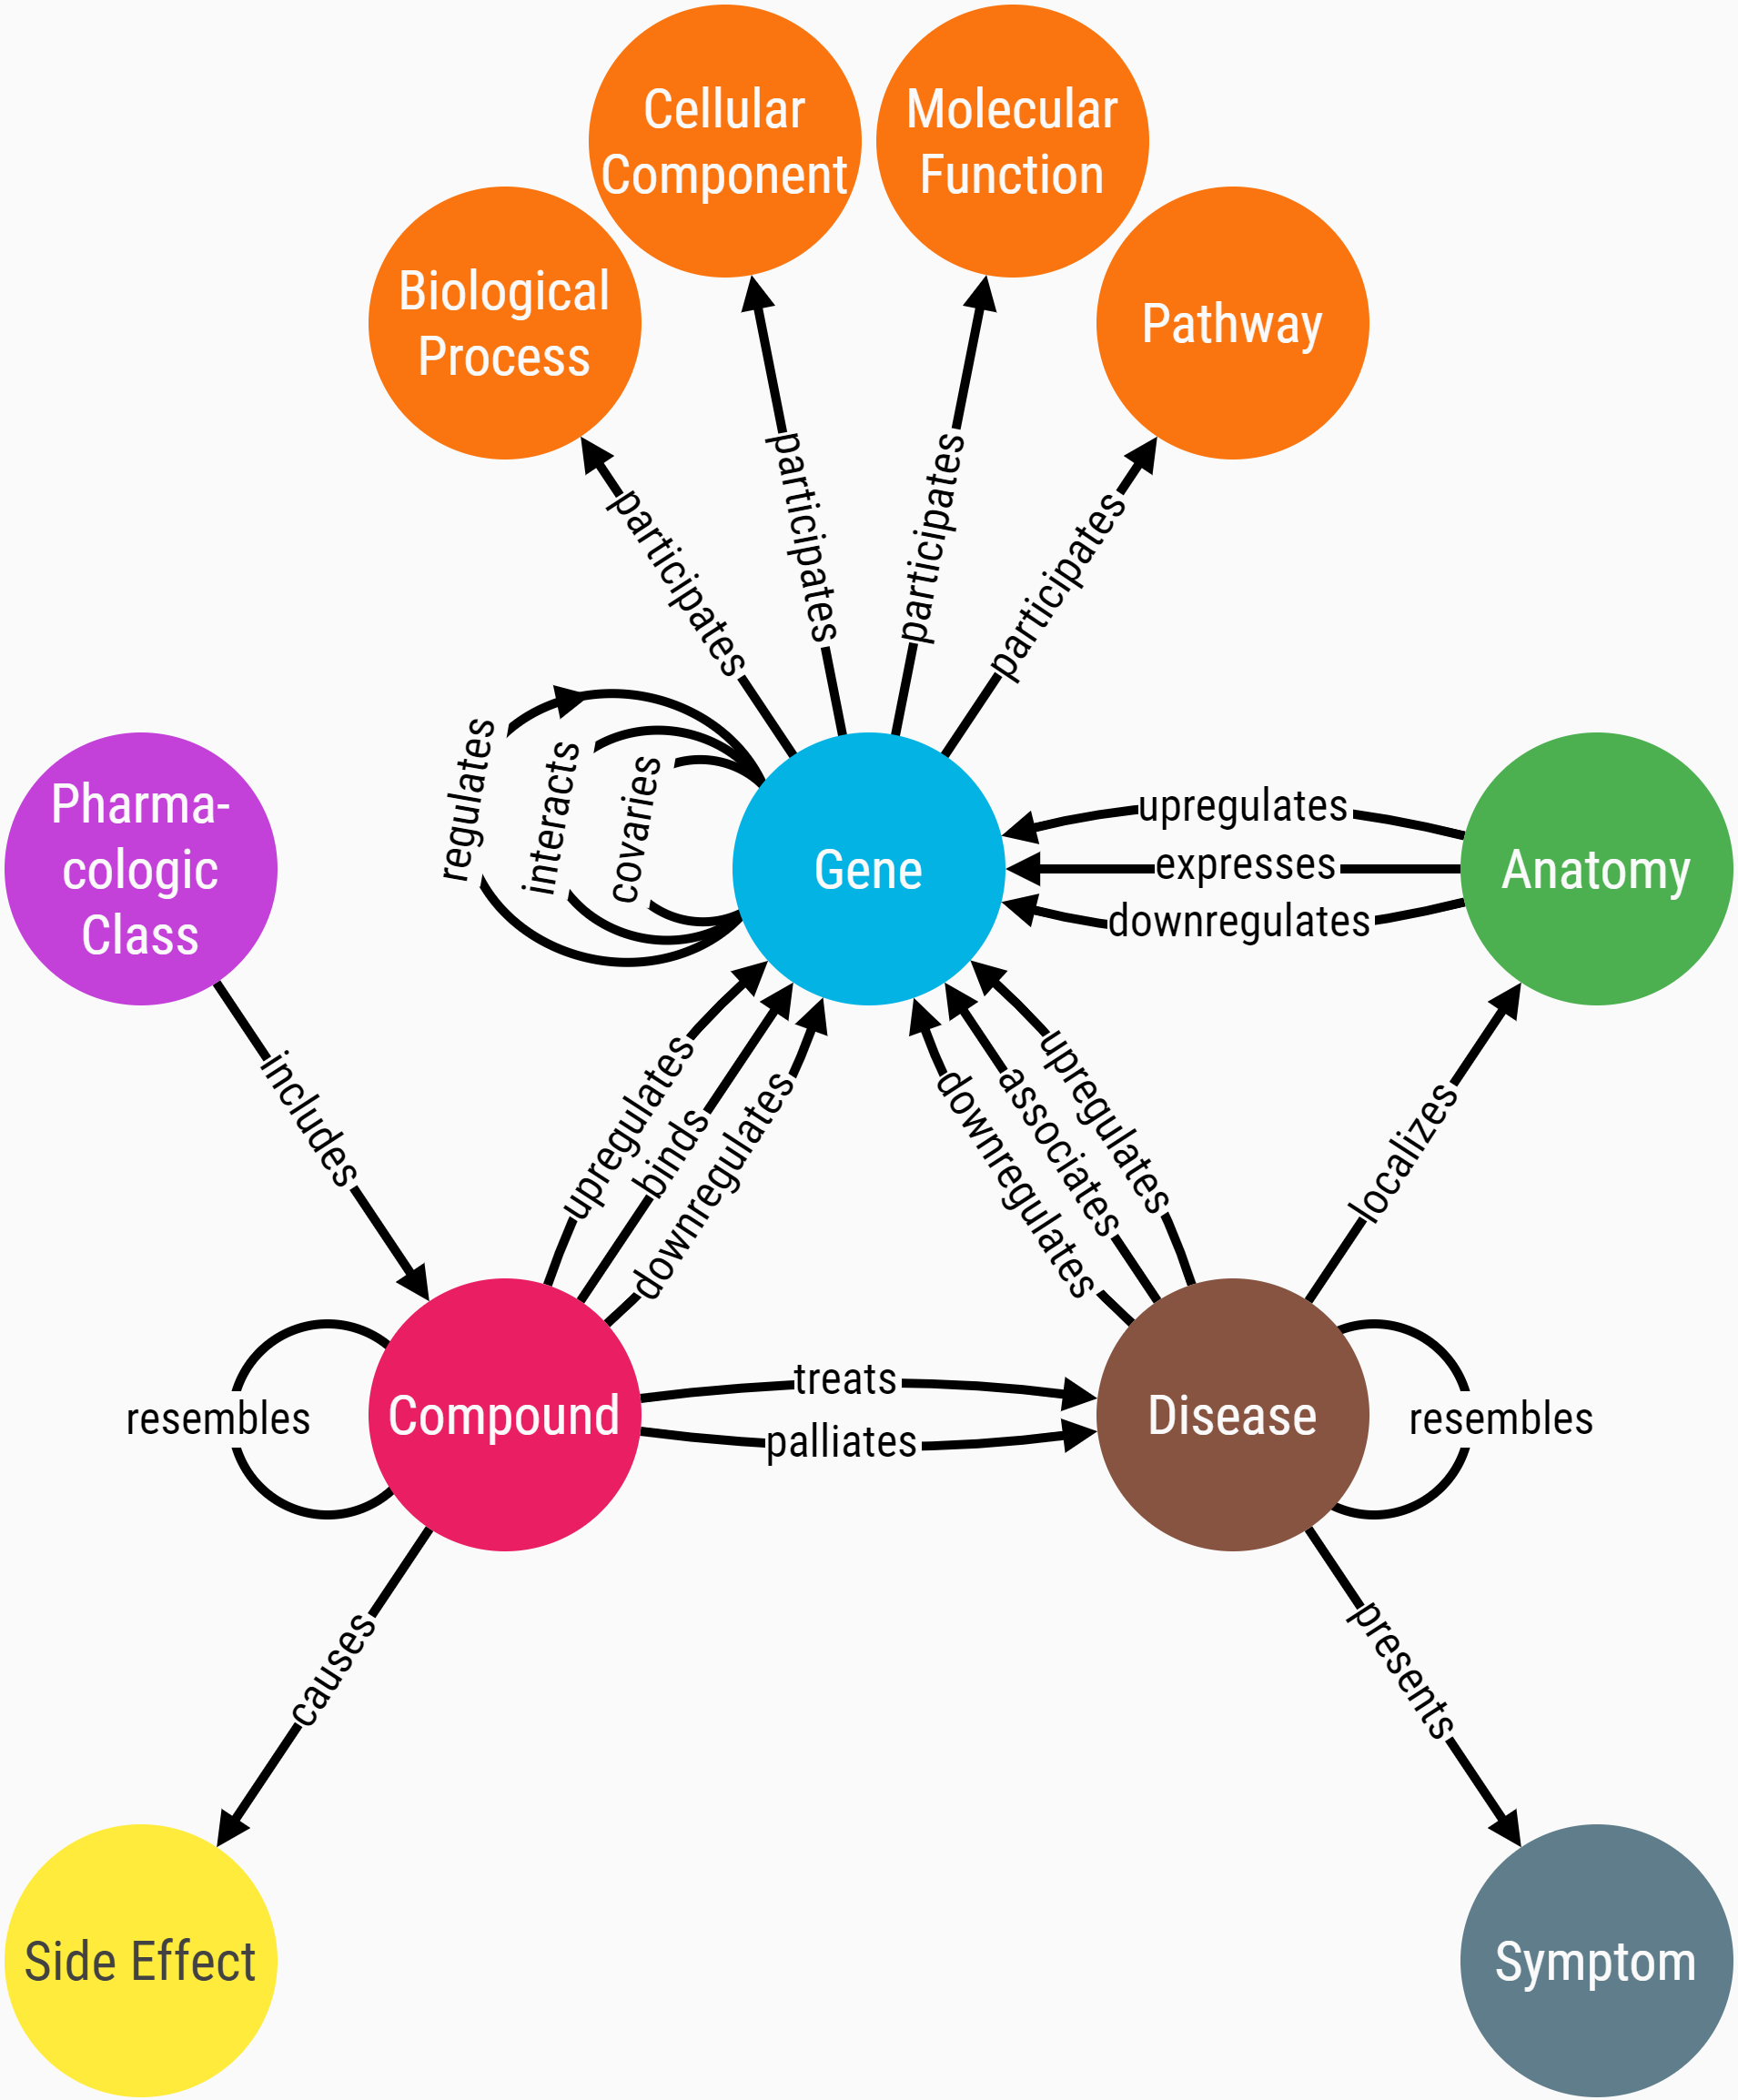 Cellular
Component
Molecular
Function
Biological
Process
Pathway
participates
participates
participates
participates
regulates
interacts
covaries
Pharma-
cologic
Class
Gene
upregulates
expresses
downregulates
Anatomy
includes
upregulates
binds
downregulates
downregulates
associates
upregulates
localizes
resembles
Compound
treats
palliates
Disease
resembles
causes
presents
Side Effect
Symptom